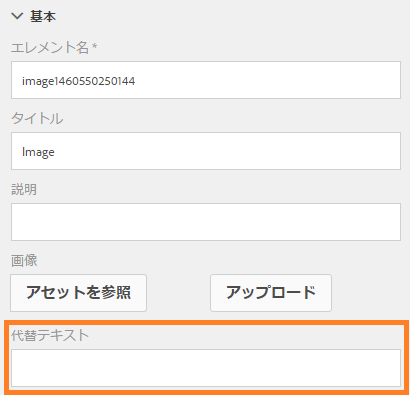 基本
エレメント名 *
image1460550250144
タイトル
Image
説明
画像
アセットを参照 アップロード
代替テキスト